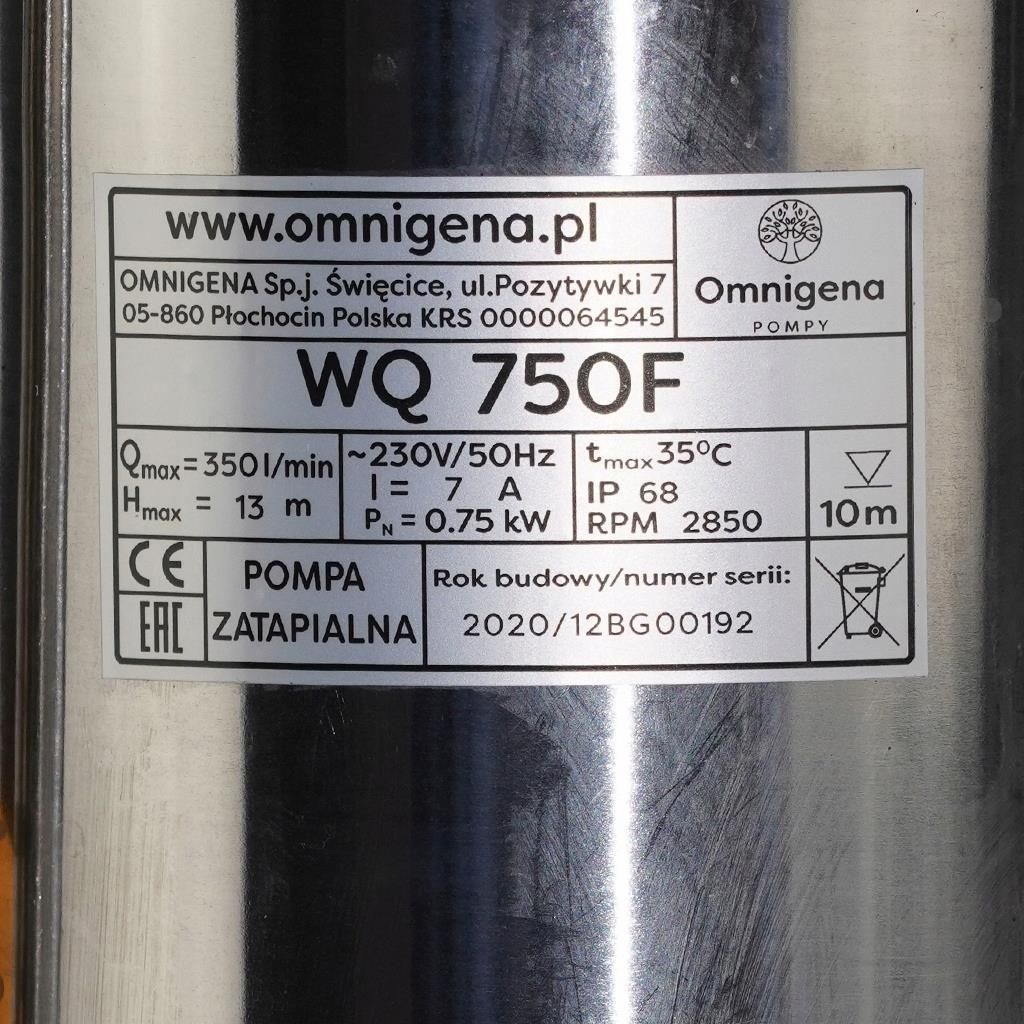 www.omnigena.pl
OMNIGENA Sp.j. Święcice, ul.Pozytywki 7
05-860 Płochocin Polska KRS 0000064545
Omnigena
POMPY
WQ 750F
Qmax=350l/min
Hmax = 13 m
~230V/50Hz
I = 7 A
PN = 0.75 kW
tmax 35°C
IP 68
RPM 2850
10m
CE
EAC
POMPA
ZATAPIALNA
Rok budowy/numer serii:
2020/12BG00192